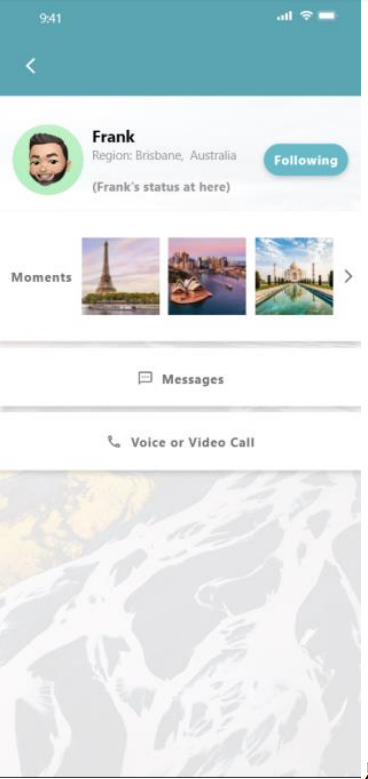 9:41
Frank
Region: Brisbane, Australia
Following
(Frank's status at here)
Moments
Messages
Voice or Video Call